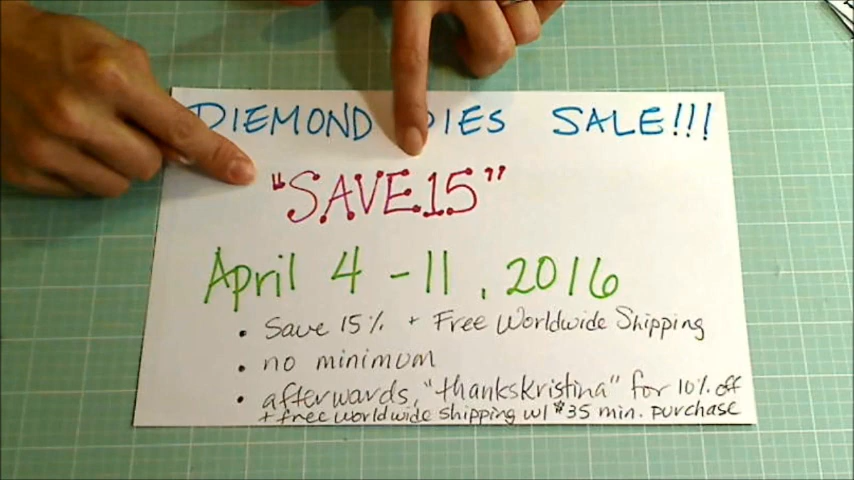 DIEMOND DIES SALE!!!
"SAVE15"
April 4 - 11, 2016
• Save 15% + Free Worldwide Shipping
• no minimum
• afterwards, "thanksKristina" for 10% off
+ free worldwide shipping w/ $35 min. purchase